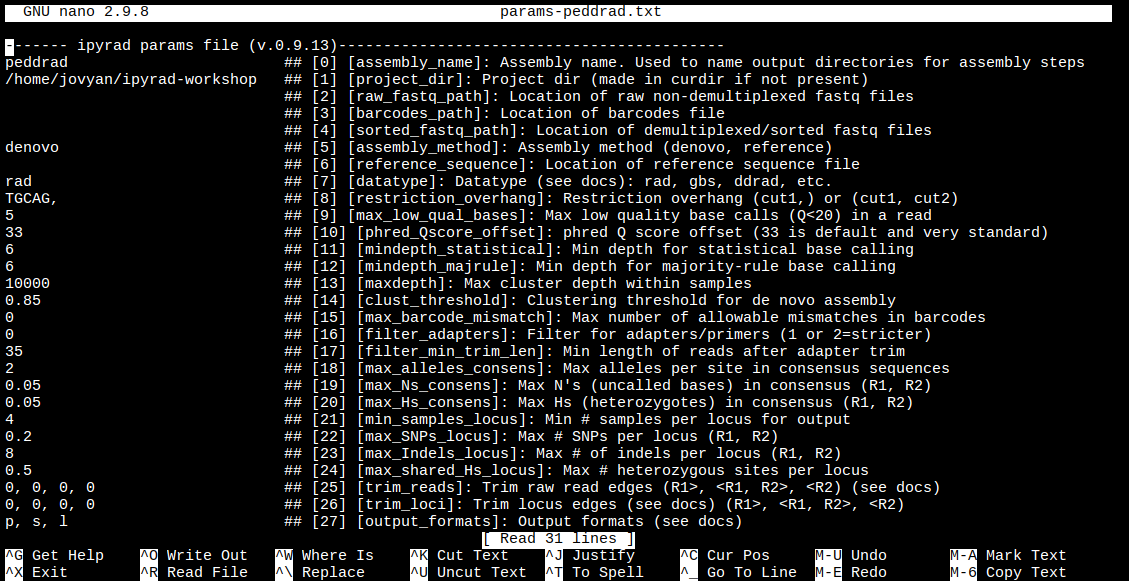 GNU nano 2.9.8 params-peddrad.txt
------- ipyrad params file (v.0.9.13)-------------------------------------------
peddrad ## [0] [assembly_name]: Assembly name. Used to name output directories for assembly steps
/home/jovyan/ipyrad-workshop ## [1] [project_dir]: Project dir (made in curdir if not present)
## [2] [raw_fastq_path]: Location of raw non-demultiplexed fastq files
## [3] [barcodes_path]: Location of barcodes file
## [4] [sorted_fastq_path]: Location of demultiplexed/sorted fastq files
denovo ## [5] [assembly_method]: Assembly method (denovo, reference)
## [6] [reference_sequence]: Location of reference sequence file
rad ## [7] [datatype]: Datatype (see docs): rad, gbs, ddrad, etc.
TGCAG, ## [8] [restriction_overhang]: Restriction overhang (cut1,) or (cut1, cut2)
5 ## [9] [max_low_qual_bases]: Max low quality base calls (Q<20) in a read
33 ## [10] [phred_Qscore_offset]: phred Q score offset (33 is default and very standard)
6 ## [11] [mindepth_statistical]: Min depth for statistical base calling
6 ## [12] [mindepth_majrule]: Min depth for majority-rule base calling
10000 ## [13] [maxdepth]: Max cluster depth within samples
0.85 ## [14] [clust_threshold]: Clustering threshold for de novo assembly
0 ## [15] [max_barcode_mismatch]: Max number of allowable mismatches in barcodes
0 ## [16] [filter_adapters]: Filter for adapters/primers (1 or 2=stricter)
35 ## [17] [filter_min_trim_len]: Min length of reads after adapter trim
2 ## [18] [max_alleles_consens]: Max alleles per site in consensus sequences
0.05 ## [19] [max_Ns_consens]: Max N's (uncalled bases) in consensus (R1, R2)
0.05 ## [20] [max_Hs_consens]: Max Hs (heterozygotes) in consensus (R1, R2)
4 ## [21] [min_samples_locus]: Min # samples per locus for output
0.2 ## [22] [max_SNPs_locus]: Max # SNPs per locus (R1, R2)
8 ## [23] [max_Indels_locus]: Max # of indels per locus (R1, R2)
0.5 ## [24] [max_shared_Hs_locus]: Max # heterozygous sites per locus
0, 0, 0, 0 ## [25] [trim_reads]: Trim raw read edges (R1>, <R1, R2>, <R2) (see docs)
0, 0, 0, 0 ## [26] [trim_loci]: Trim locus edges (see docs) (R1>, <R1, R2>, <R2)
p, s, l ## [27] [output_formats]: Output formats (see docs)
[ Read 31 lines ]
^G Get Help ^O Write Out ^W Where Is ^K Cut Text ^J Justify ^C Cur Pos M-U Undo M-A Mark Text
^X Exit ^R Read File ^\ Replace ^U Uncut Text ^T To Spell ^_ Go To Line M-E Redo M-6 Copy Text